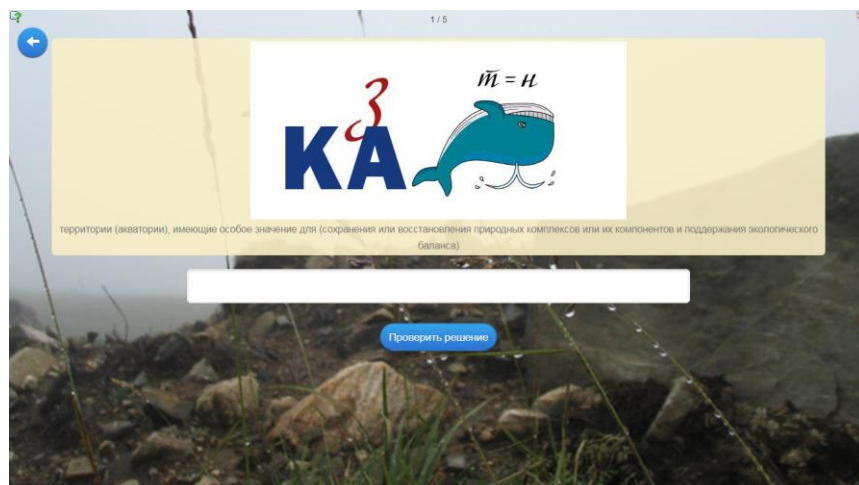 1 / 5
т̄ = н
З
КА
территории (акватории), имеющие особое значение для (сохранения или восстановления природных комплексов или их компонентов и поддержания экологического
баланса)
Проверить решение